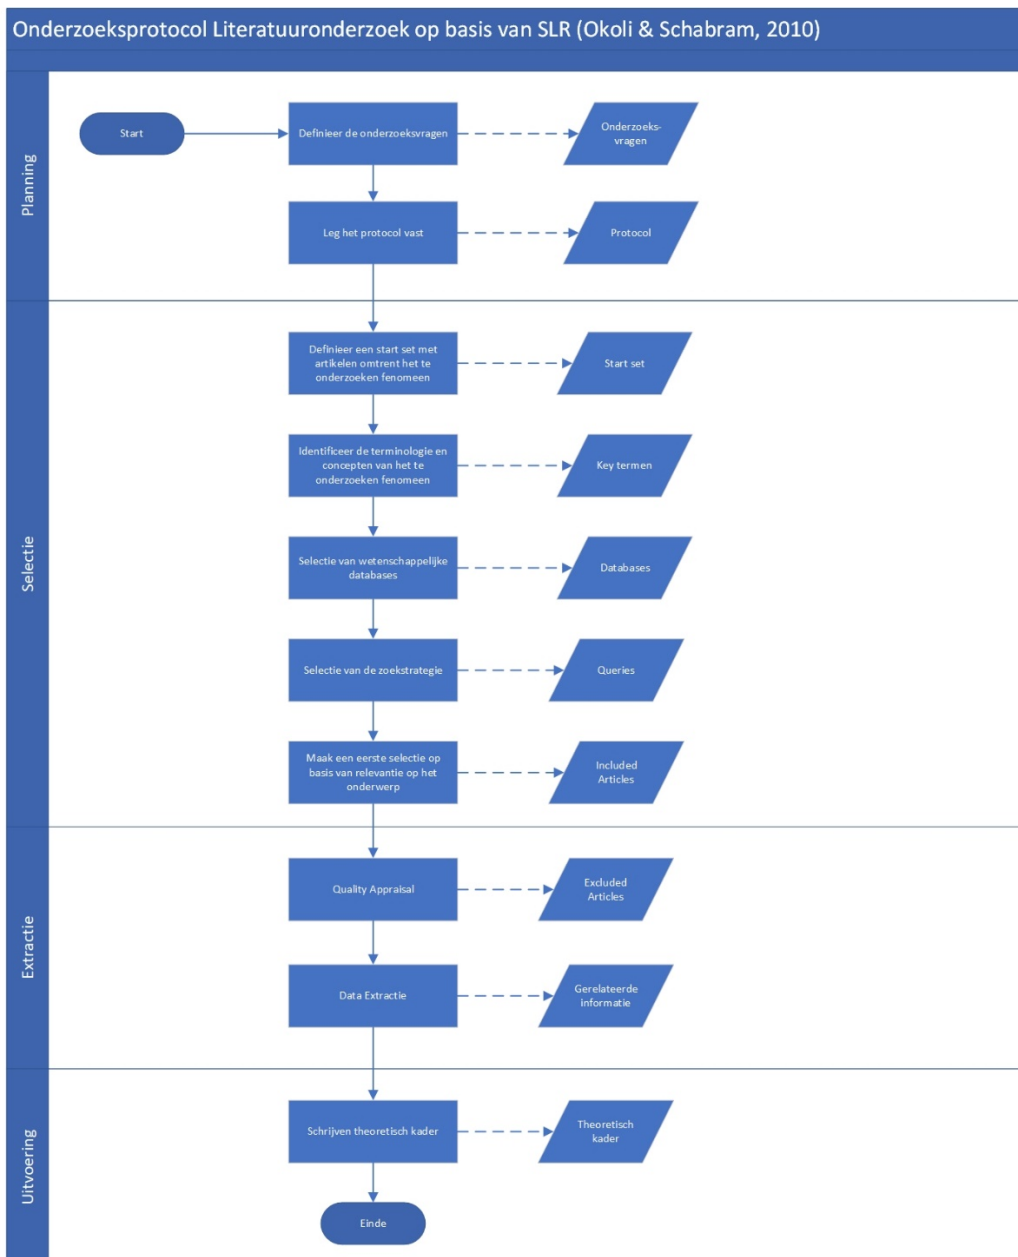 Onderzoeksprotocol Literatuuronderzoek op basis van SLR (Okoli & Schabram, 2010)
Planning
Start
Definieer de onderzoeksvragen
Onderzoeks-
vragen
Leg het protocol vast
Protocol
Selectie
Definieer een start set met
artikelen omtrent het te
onderzoeken fenomeen
Start set
Identificeer de terminologie en
concepten van het te
onderzoeken fenomeen
Key termen
Selectie van wetenschappelijke
databases
Databases
Selectie van de zoekstrategie
Queries
Maak een eerste selectie op
basis van relevantie op het
onderwerp
Included
Articles
Extractie
Quality Appraisal
Excluded
Articles
Data Extractie
Gerelateerde
informatie
Uitvoering
Schrijven theoretisch kader
Theoretisch
kader
Einde